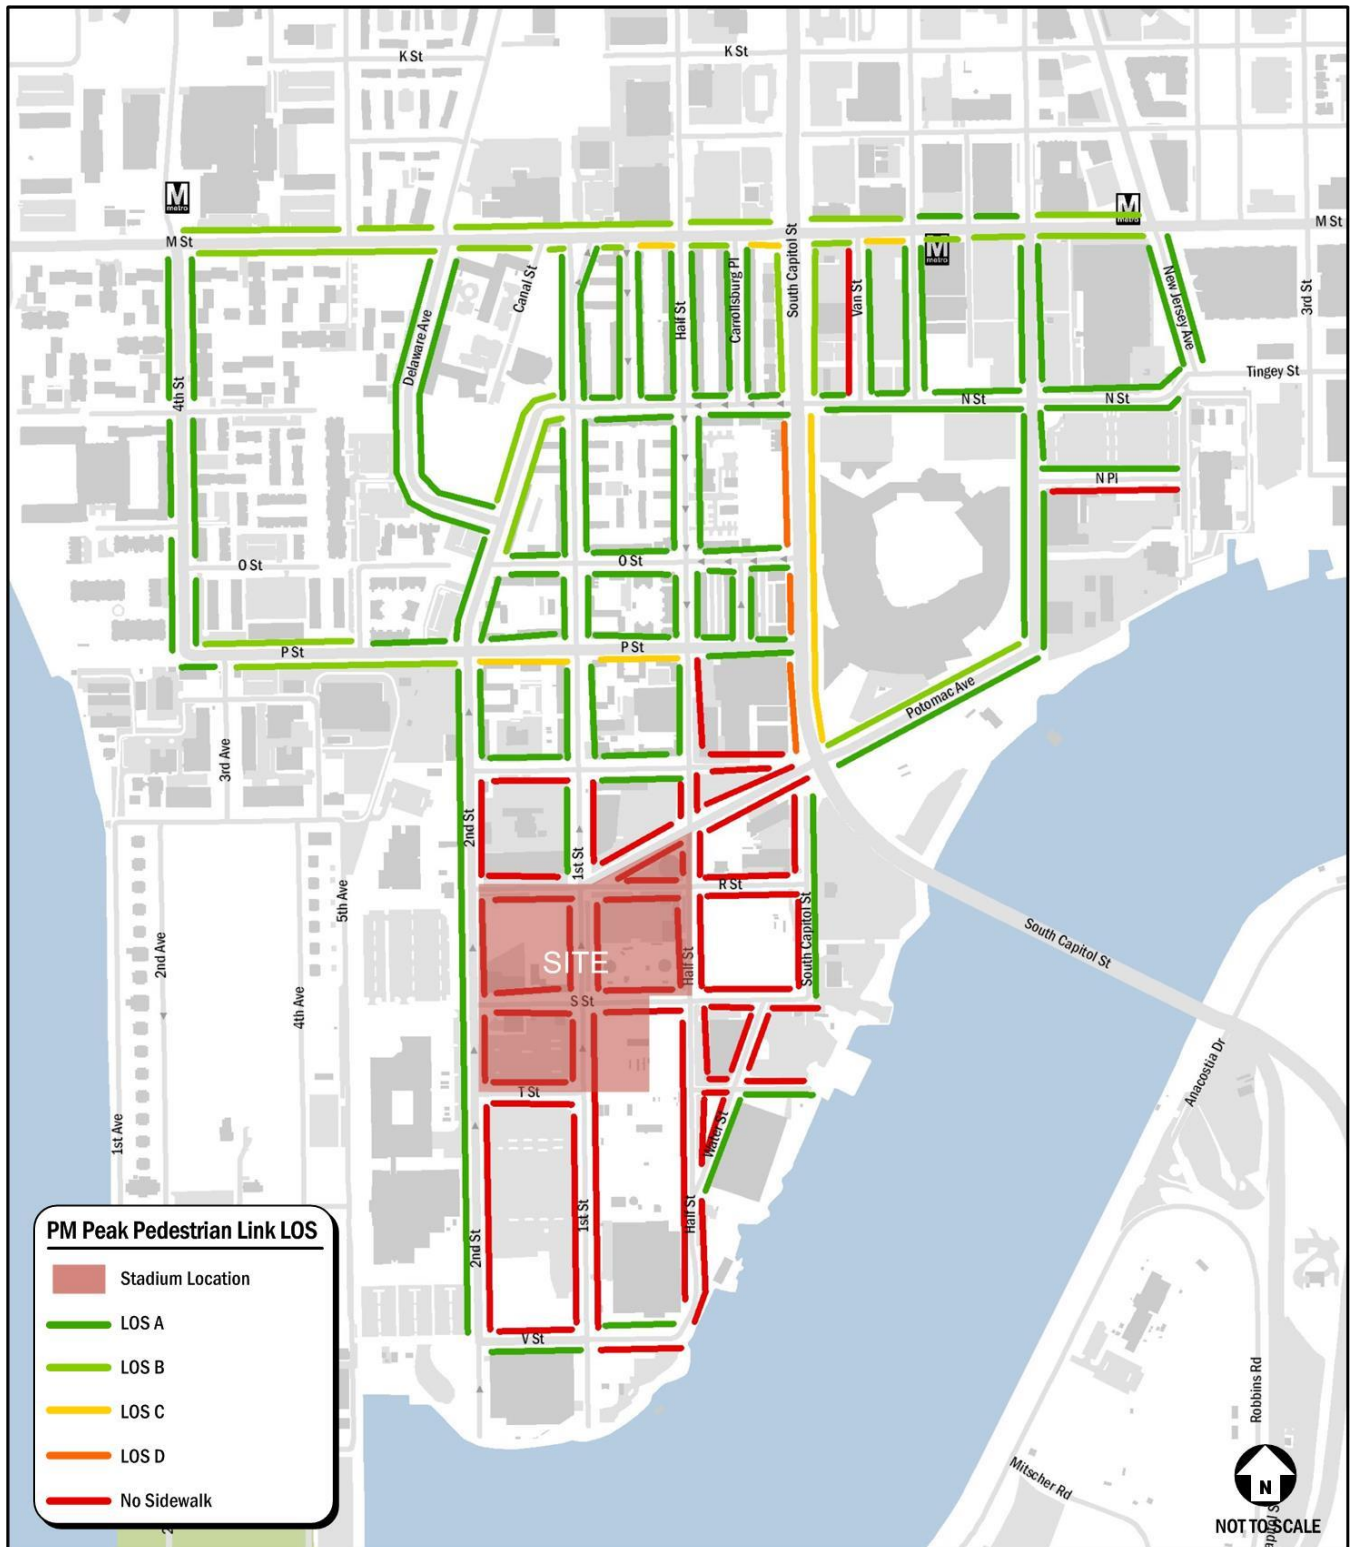 K St
K St
M
metro
M
metro
M St
M St
M
metro
Canal St
Half St
Carrollsburg Pl
South Capitol St
Van St
New Jersey Ave
3rd St
Delaware Ave
4th St
Tingey St
N St
N St
N Pl
O St
O St
P St
P St
Potomac Ave
3rd Ave
2nd St
1st St
5th Ave
R St
South Capitol St
South Capitol St
2nd Ave
4th Ave
SITE
Half St
S St
Anacostia Dr
T St
1st Ave
Water St
2nd St
1st St
Half St
V St
PM Peak Pedestrian Link LOS
Stadium Location
LOS A
LOS B
LOS C
LOS D
No Sidewalk
Robbins Rd
Mitscher Rd
N
NOT TO SCALE